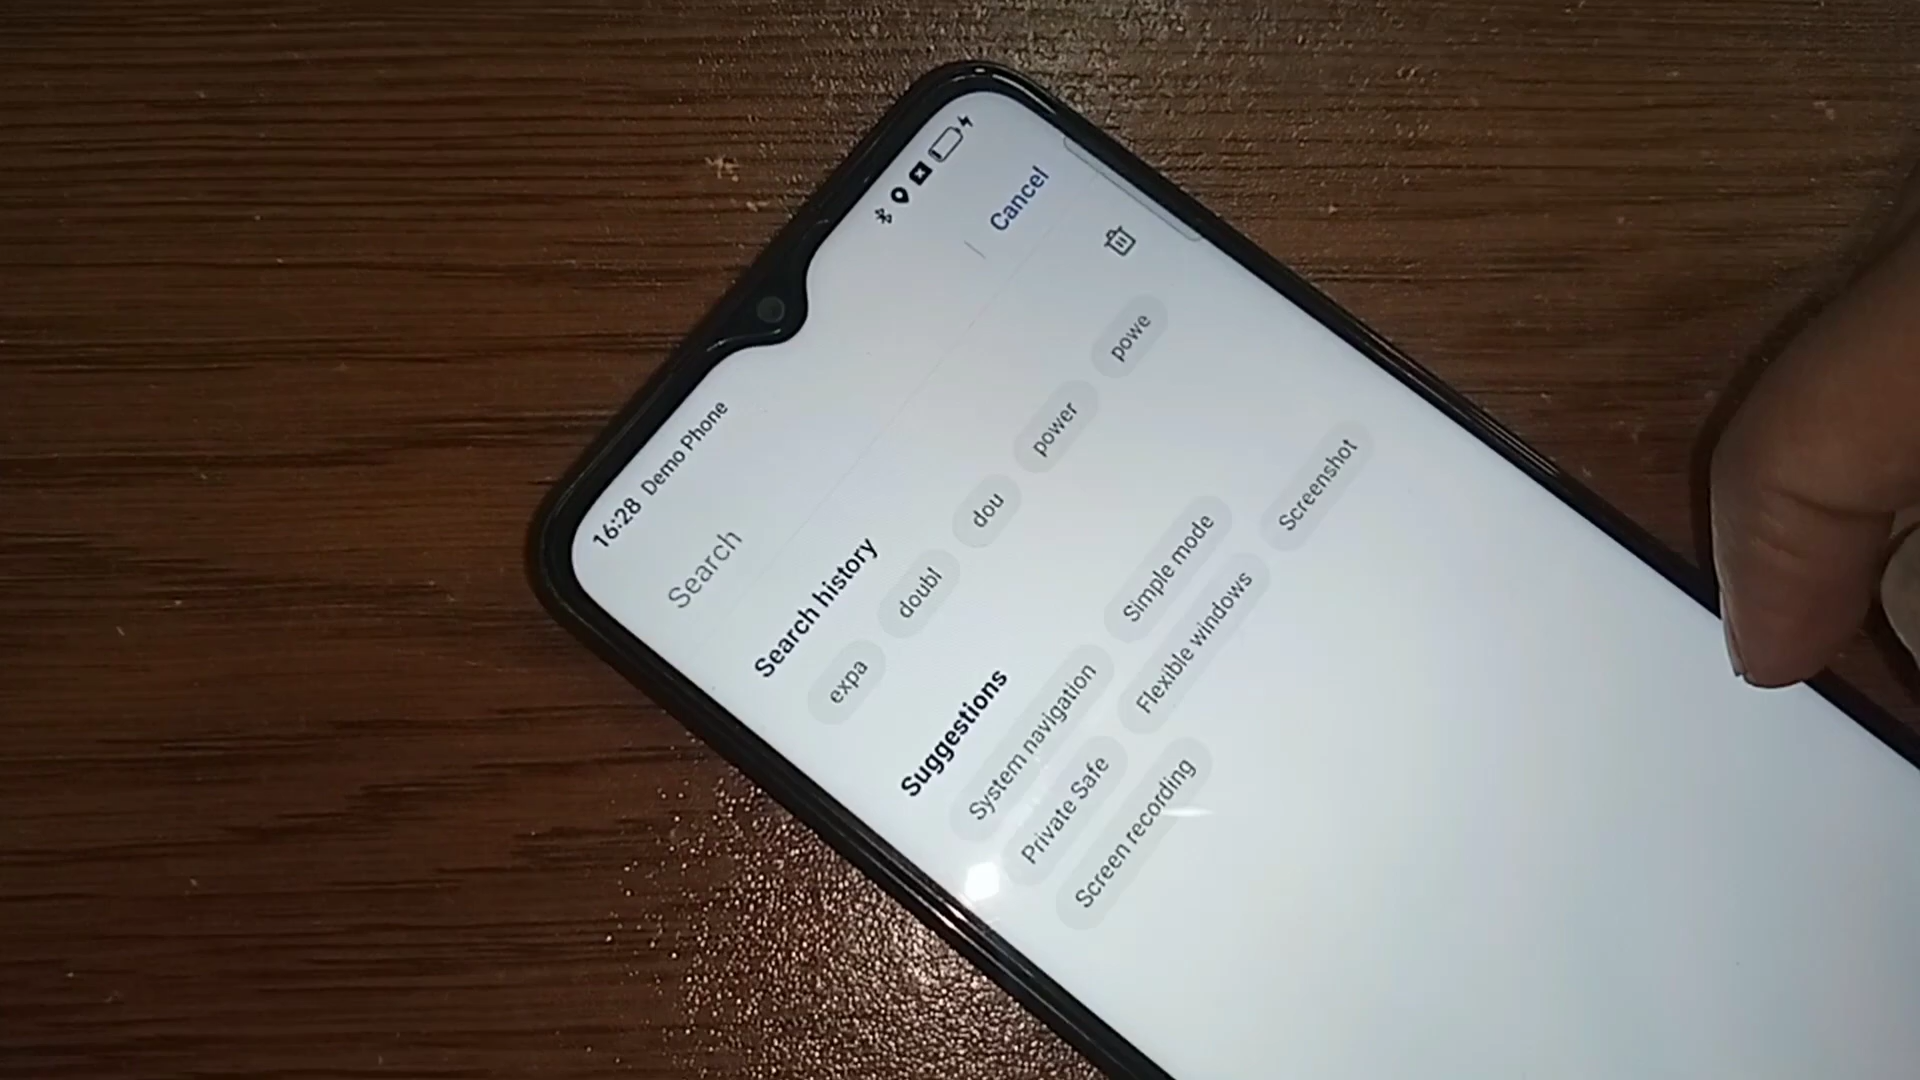 16:28 Demo Phone
Search
Cancel
Search history
expa doubl dou power powe
Suggestions
System navigation Simple mode
Private Safe Flexible windows Screenshot
Screen recording